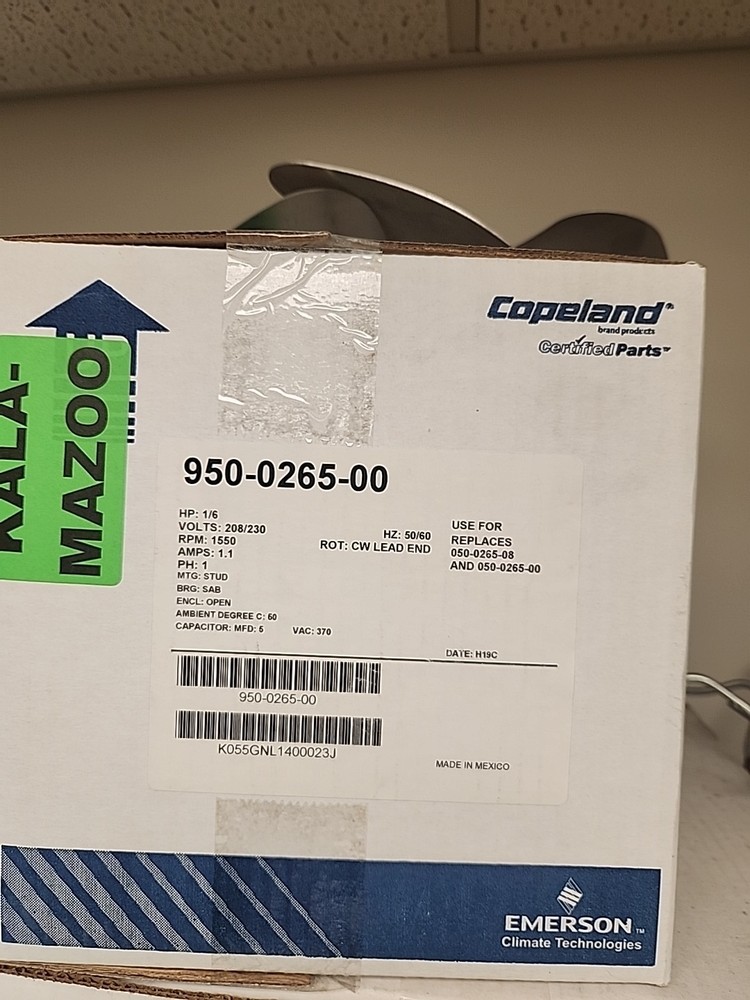 Copeland®
brand products
Certified Parts™
KALA-
MAZOO
950-0265-00
HP: 1/6
VOLTS: 208/230
RPM: 1550
AMPS: 1.1
PH: 1
MTG: STUD
BRG: SAB
ENCL: OPEN
AMBIENT DEGREE C: 60
CAPACITOR: MFD: 5 VAC: 370
HZ: 50/60
ROT: CW LEAD END
USE FOR
REPLACES
050-0265-08
AND 050-0265-00
DATE: H19C
950-0265-00
K055GNL1400023J
MADE IN MEXICO
EMERSON™
Climate Technologies